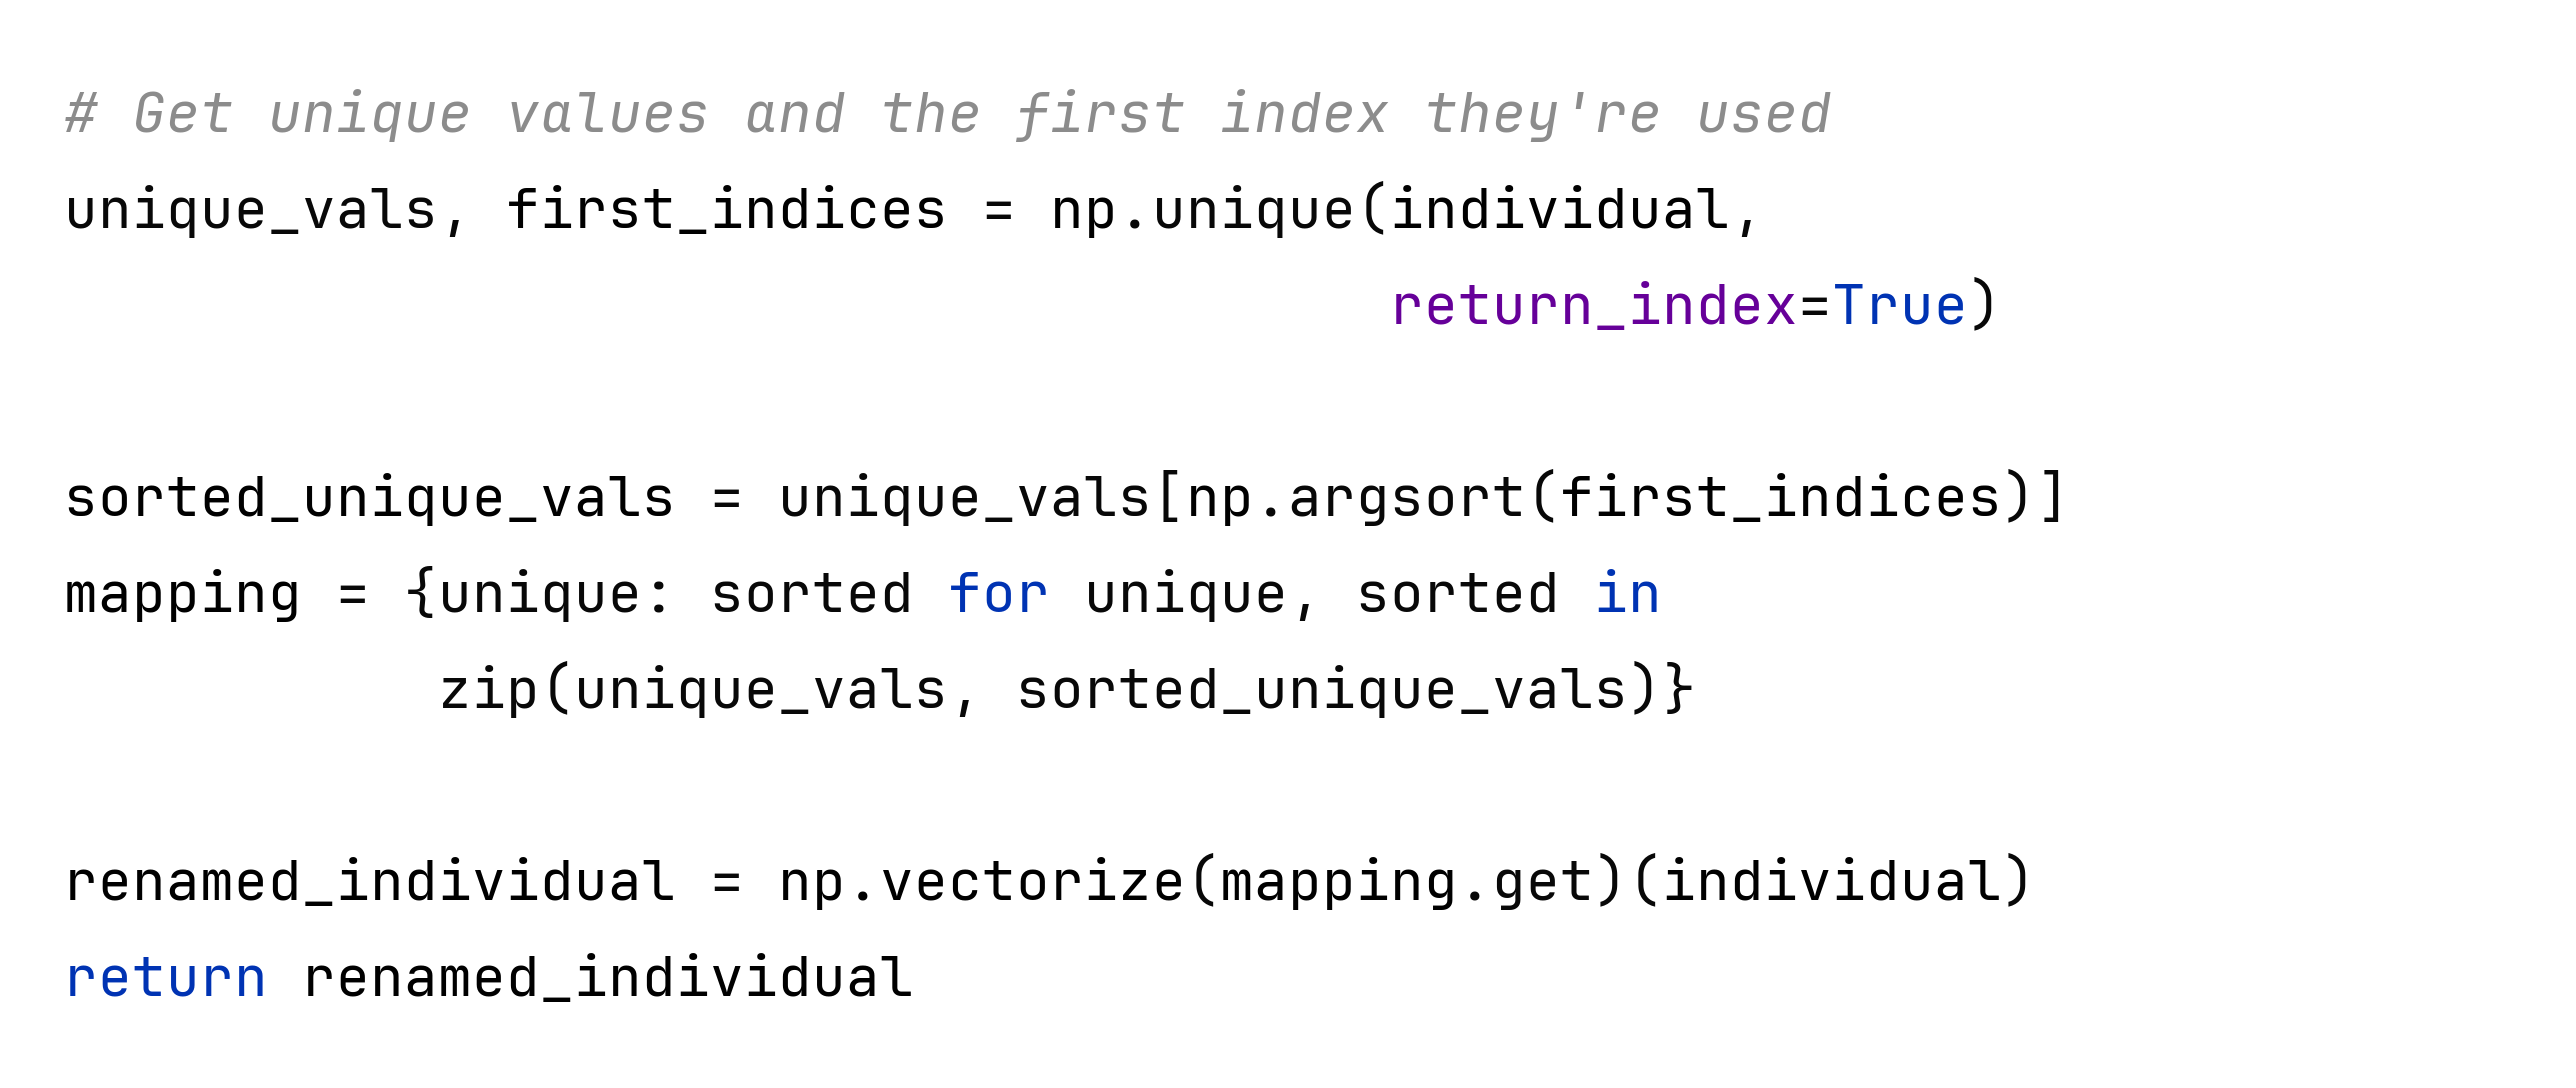 # Get unique values and the first index they're used
unique_vals, first_indices = np.unique(individual,
                                       return_index=True)

sorted_unique_vals = unique_vals[np.argsort(first_indices)]
mapping = {unique: sorted for unique, sorted in
           zip(unique_vals, sorted_unique_vals)}

renamed_individual = np.vectorize(mapping.get)(individual)
return renamed_individual